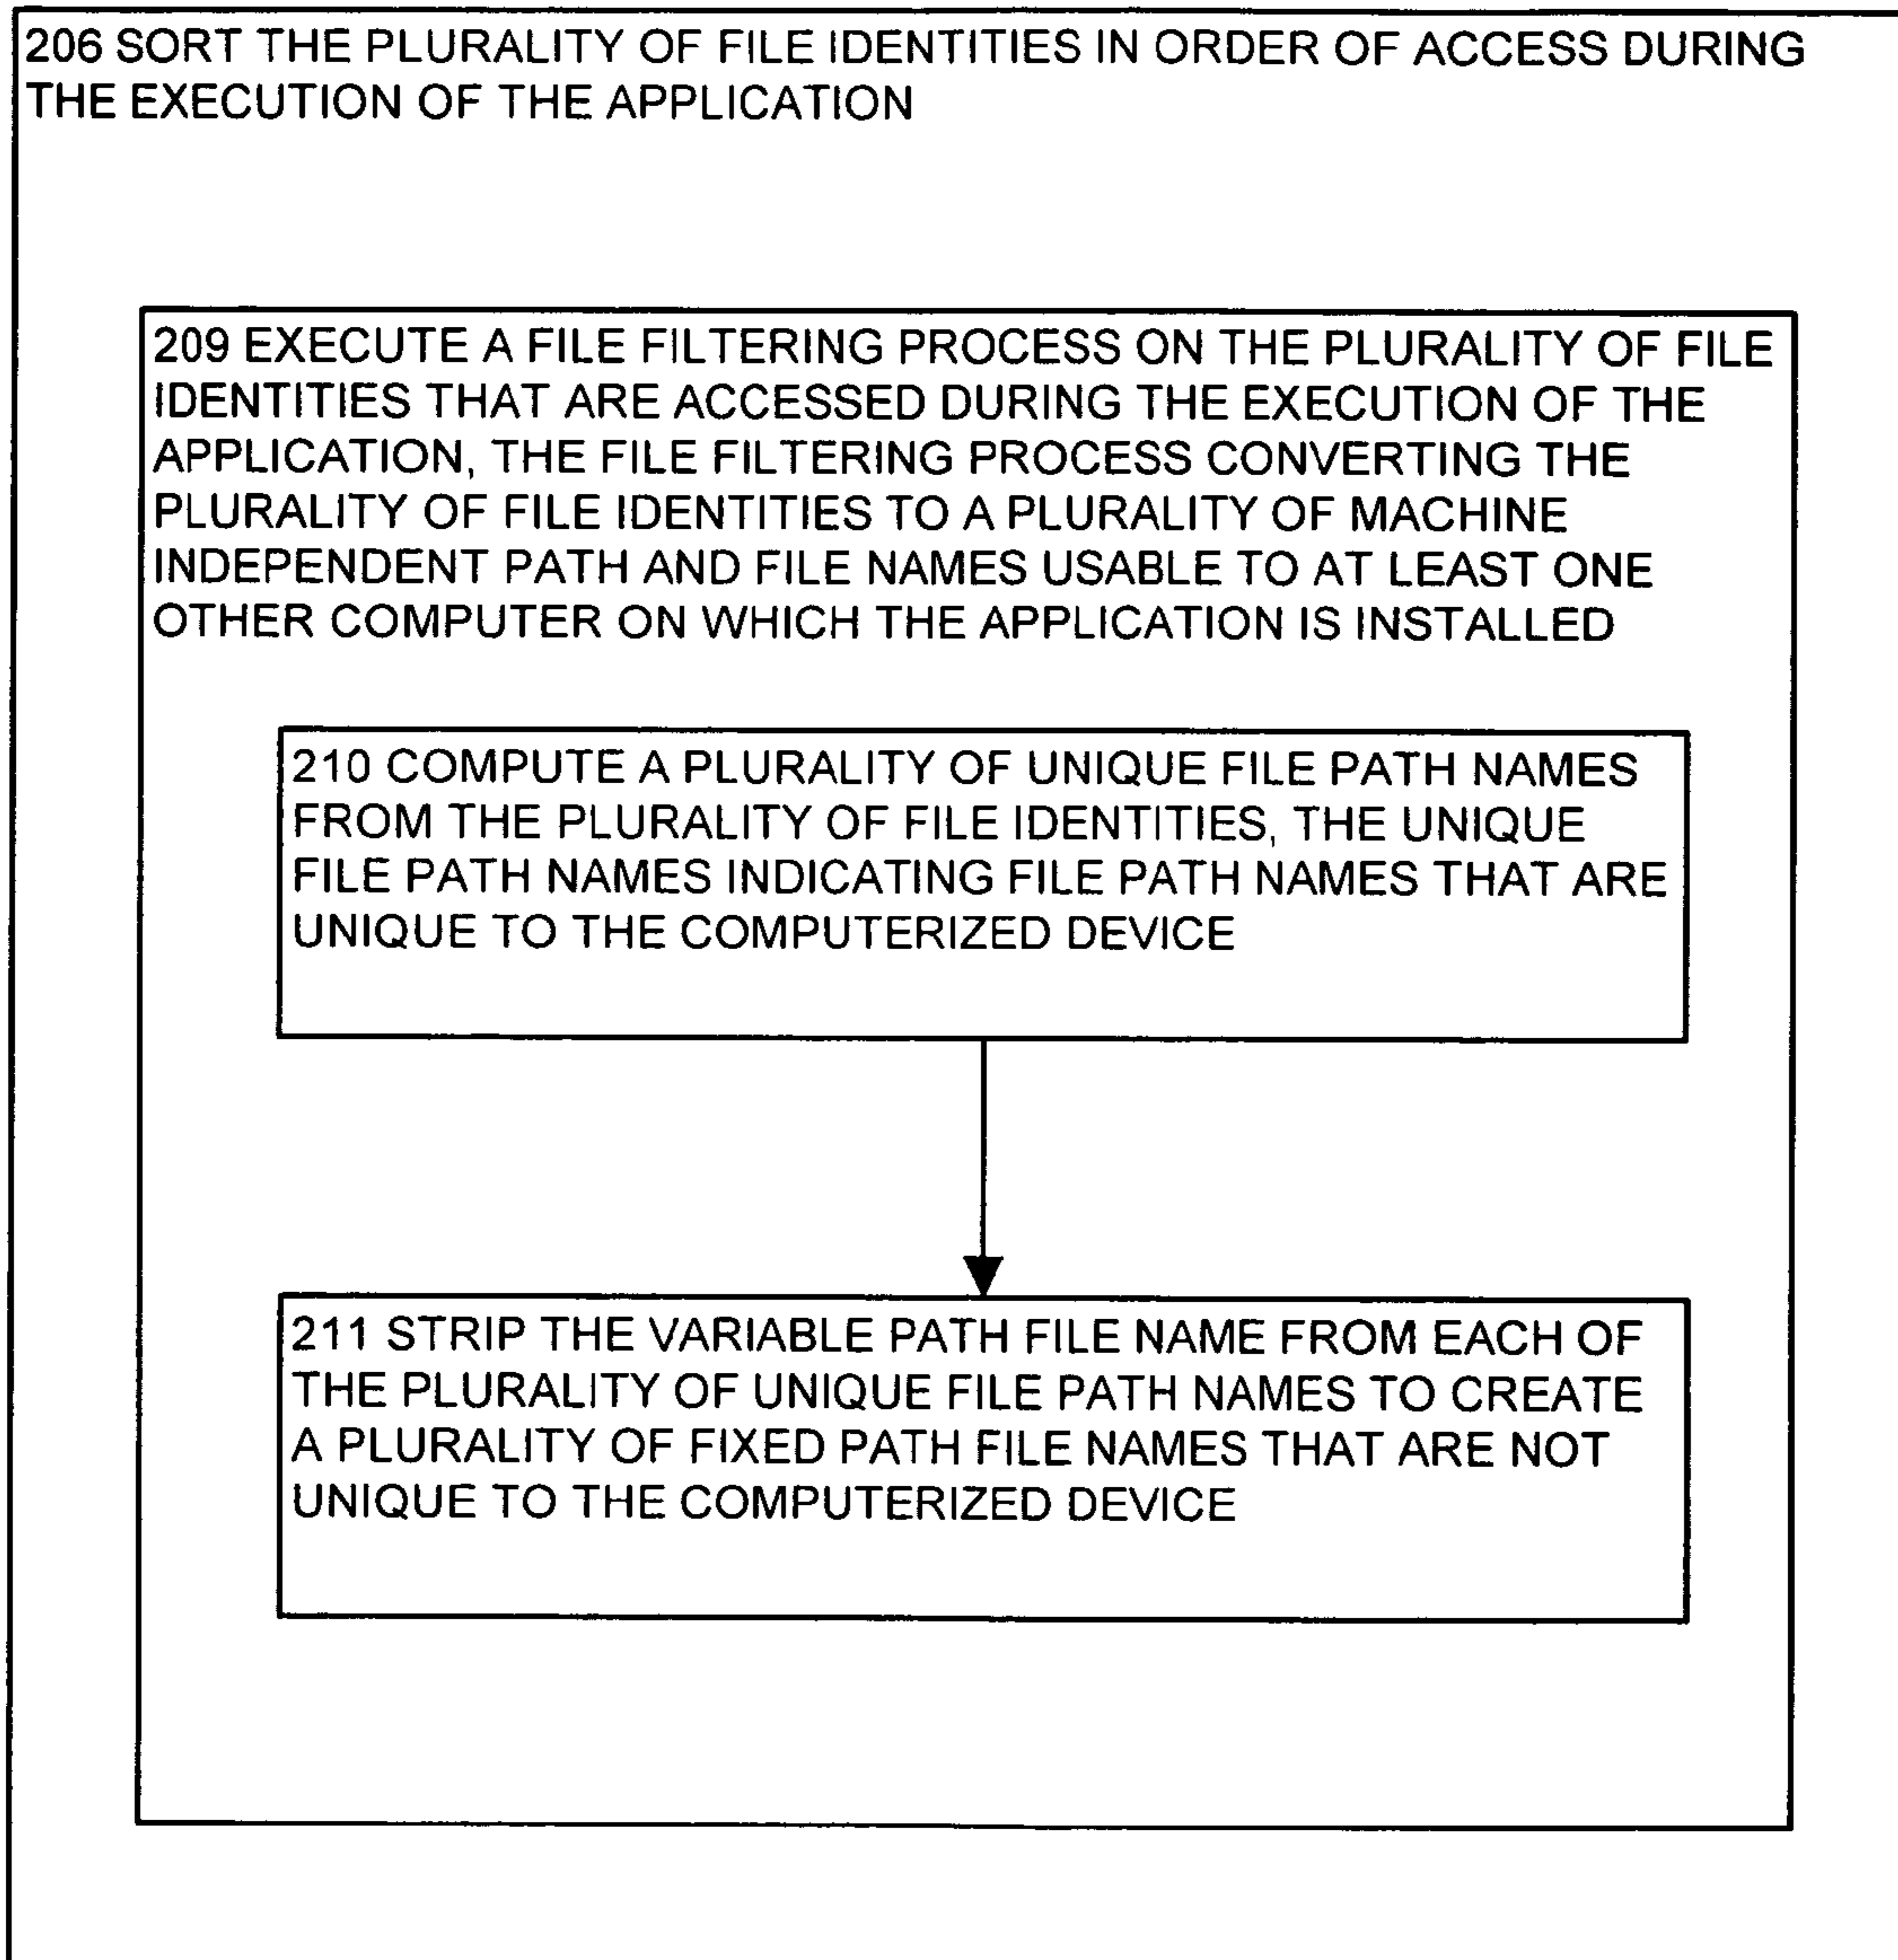 206 SORT THE PLURALITY OF FILE IDENTITIES IN ORDER OF ACCESS DURING
THE EXECUTION OF THE APPLICATION
209 EXECUTE A FILE FILTERING PROCESS ON THE PLURALITY OF FILE
IDENTITIES THAT ARE ACCESSED DURING THE EXECUTION OF THE
APPLICATION, THE FILE FILTERING PROCESS CONVERTING THE
PLURALITY OF FILE IDENTITIES TO A PLURALITY OF MACHINE
INDEPENDENT PATH AND FILE NAMES USABLE TO AT LEAST ONE
OTHER COMPUTER ON WHICH THE APPLICATION IS INSTALLED
210 COMPUTE A PLURALITY OF UNIQUE FILE PATH NAMES
FROM THE PLURALITY OF FILE IDENTITIES, THE UNIQUE
FILE PATH NAMES INDICATING FILE PATH NAMES THAT ARE
UNIQUE TO THE COMPUTERIZED DEVICE
211 STRIP THE VARIABLE PATH FILE NAME FROM EACH OF
THE PLURALITY OF UNIQUE FILE PATH NAMES TO CREATE
A PLURALITY OF FIXED PATH FILE NAMES THAT ARE NOT
UNIQUE TO THE COMPUTERIZED DEVICE